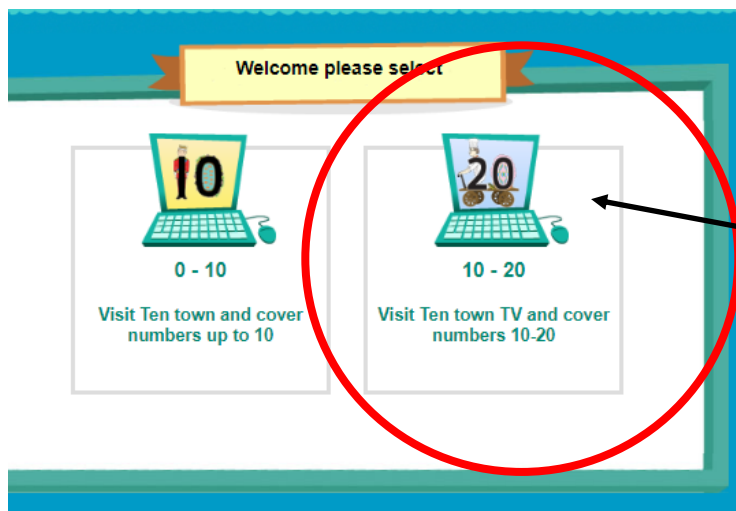 Welcome please select
10
20
0 - 10
10 - 20
Visit Ten town and cover
numbers up to 10
Visit Ten town TV and cover
numbers 10-20